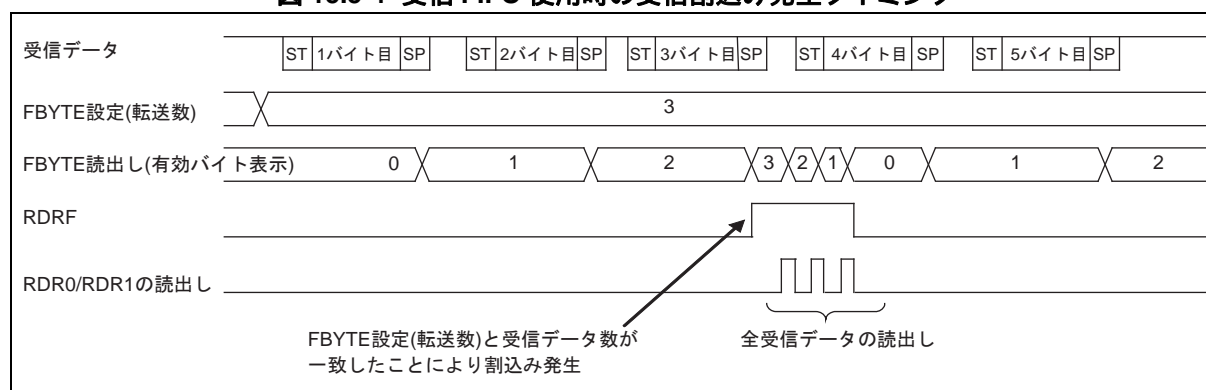 受信データ ST 1バイト目 SP ST 2バイト目 SP ST 3バイト目 SP ST 4バイト目 SP ST 5バイト目 SP
FBYTE設定(転送数) 3
FBYTE読出し(有効バイト表示) 0 1 2 3 2 1 0 1 2
RDRF
RDR0/RDR1の読出し
FBYTE設定(転送数)と受信データ数が
一致したことにより割込み発生
全受信データの読出し